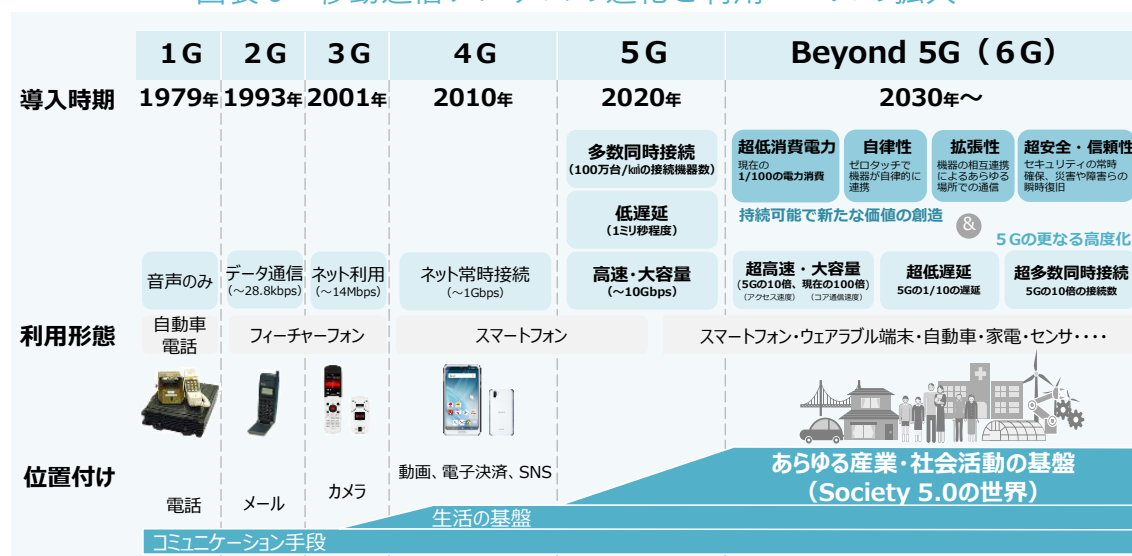 1G 2G 3G 4G 5G Beyond 5G（6G）
導入時期 1979年 1993年 2001年 2010年 2020年 2030年～
多数同時接続
(100万台/㎢の接続機器数)
低遅延
(1ミリ秒程度)
高速・大容量
(～10Gbps)
超低消費電力
現在の
1/100の電力消費
自律性
ゼロタッチで
機器が自律的に
連携
拡張性
機器の相互連携
によるあらゆる
場所での通信
超安全・信頼性
セキュリティの常時
確保、災害や障害らの
瞬時復旧
持続可能で新たな価値の創造
&
5Gの更なる高度化
音声のみ
データ通信
(～28.8kbps)
ネット利用
(～14Mbps)
ネット常時接続
(～1Gbps)
超高速・大容量
(5Gの10倍、現在の100倍)
(アクセス速度) (コア通信速度)
超低遅延
5Gの1/10の遅延
超多数同時接続
5Gの10倍の接続数
利用形態
自動車
電話
フィーチャーフォン
スマートフォン
スマートフォン・ウェアラブル端末・自動車・家電・センサ・・・・
位置付け
電話
メール
カメラ
動画、電子決済、SNS
あらゆる産業・社会活動の基盤
（Society 5.0の世界）
生活の基盤
コミュニケーション手段